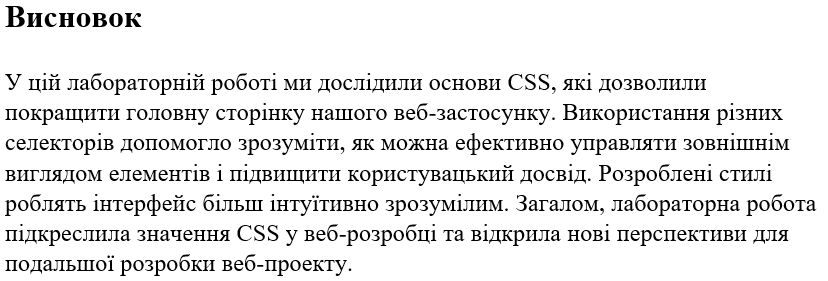 Висновок
У цій лабораторній роботі ми дослідили основи CSS, які дозволили
покращити головну сторінку нашого веб-застосунку. Використання різних
селекторів допомогло зрозуміти, як можна ефективно управляти зовнішнім
виглядом елементів і підвищити користувацький досвід. Розроблені стилі
роблять інтерфейс більш інтуїтивно зрозумілим. Загалом, лабораторна робота
підкреслила значення CSS у веб-розробці та відкрила нові перспективи для
подальшої розробки веб-проекту.